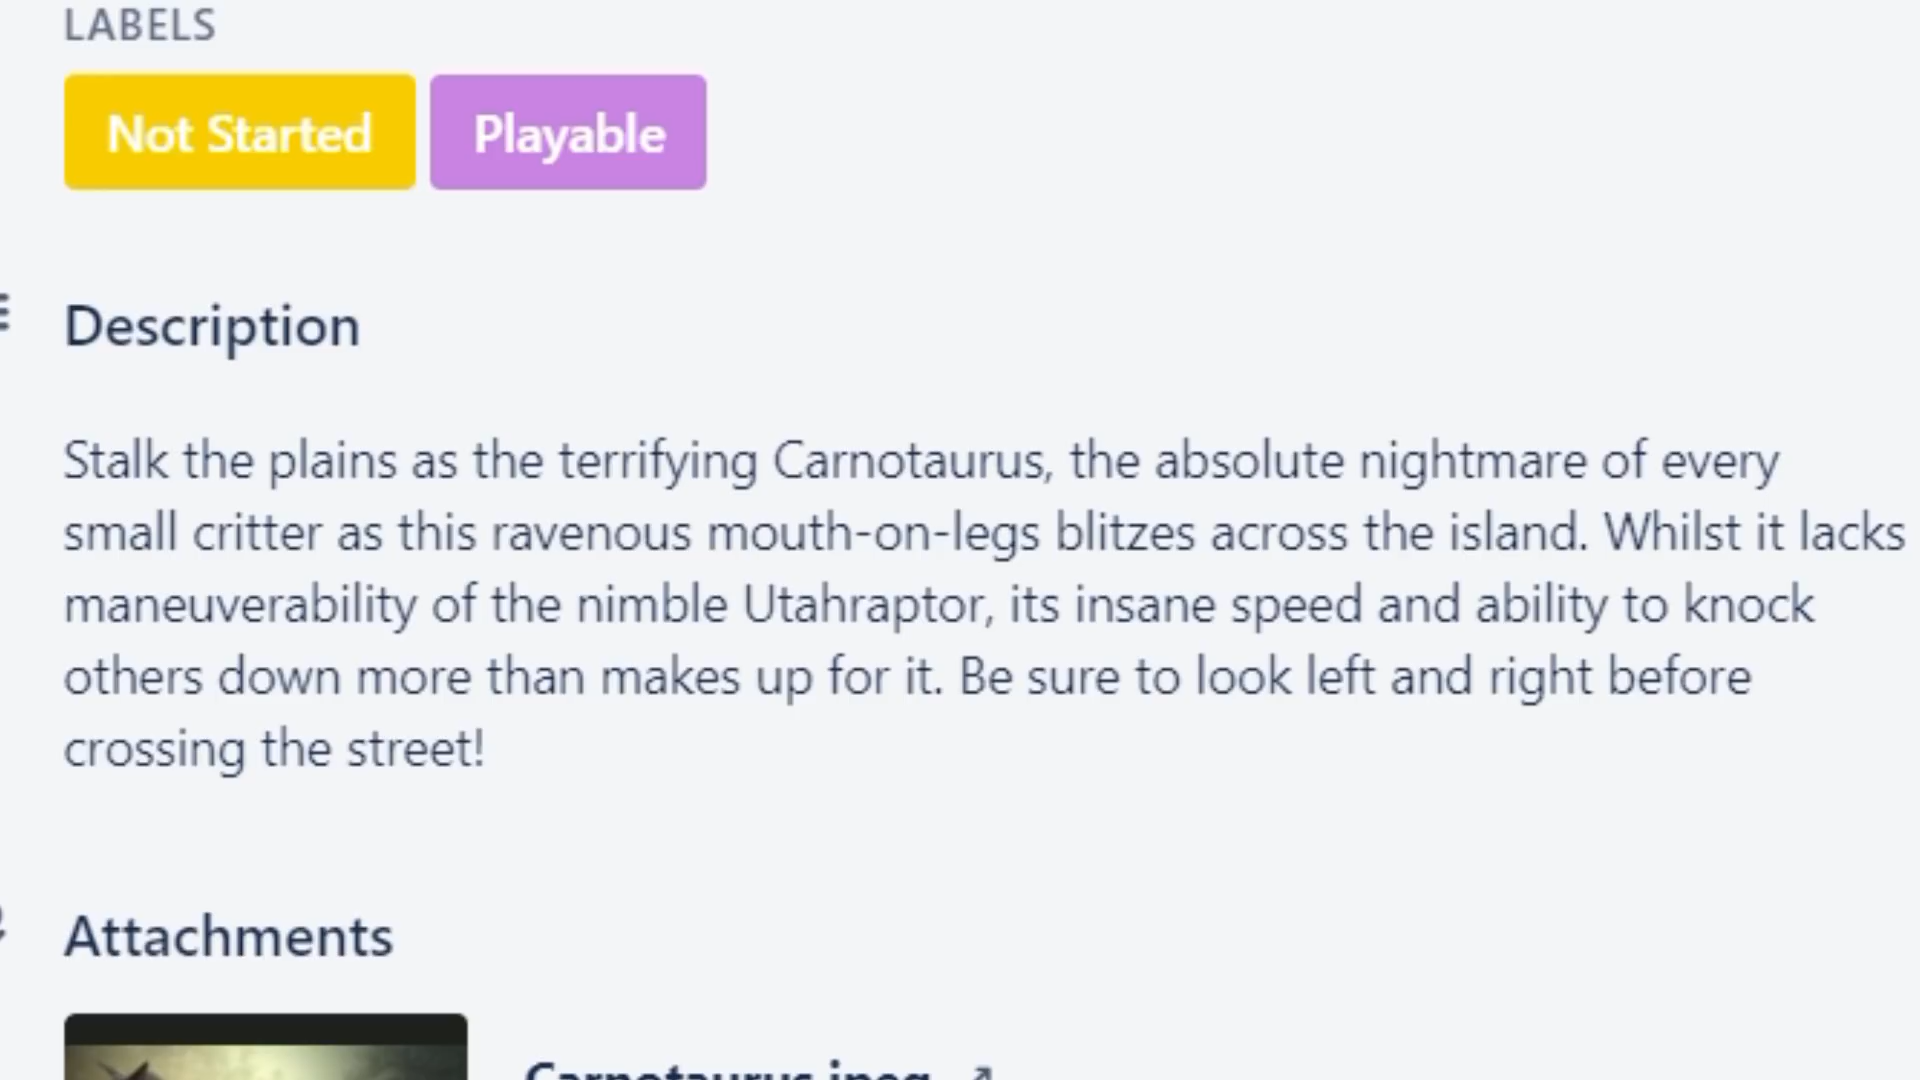 LABELS
Not Started Playable
Description
Stalk the plains as the terrifying Carnotaurus, the absolute nightmare of every
small critter as this ravenous mouth-on-legs blitzes across the island. Whilst it lacks
maneuverability of the nimble Utahraptor, its insane speed and ability to knock
others down more than makes up for it. Be sure to look left and right before
crossing the street!
Attachments
Carnotaurus.jpeg